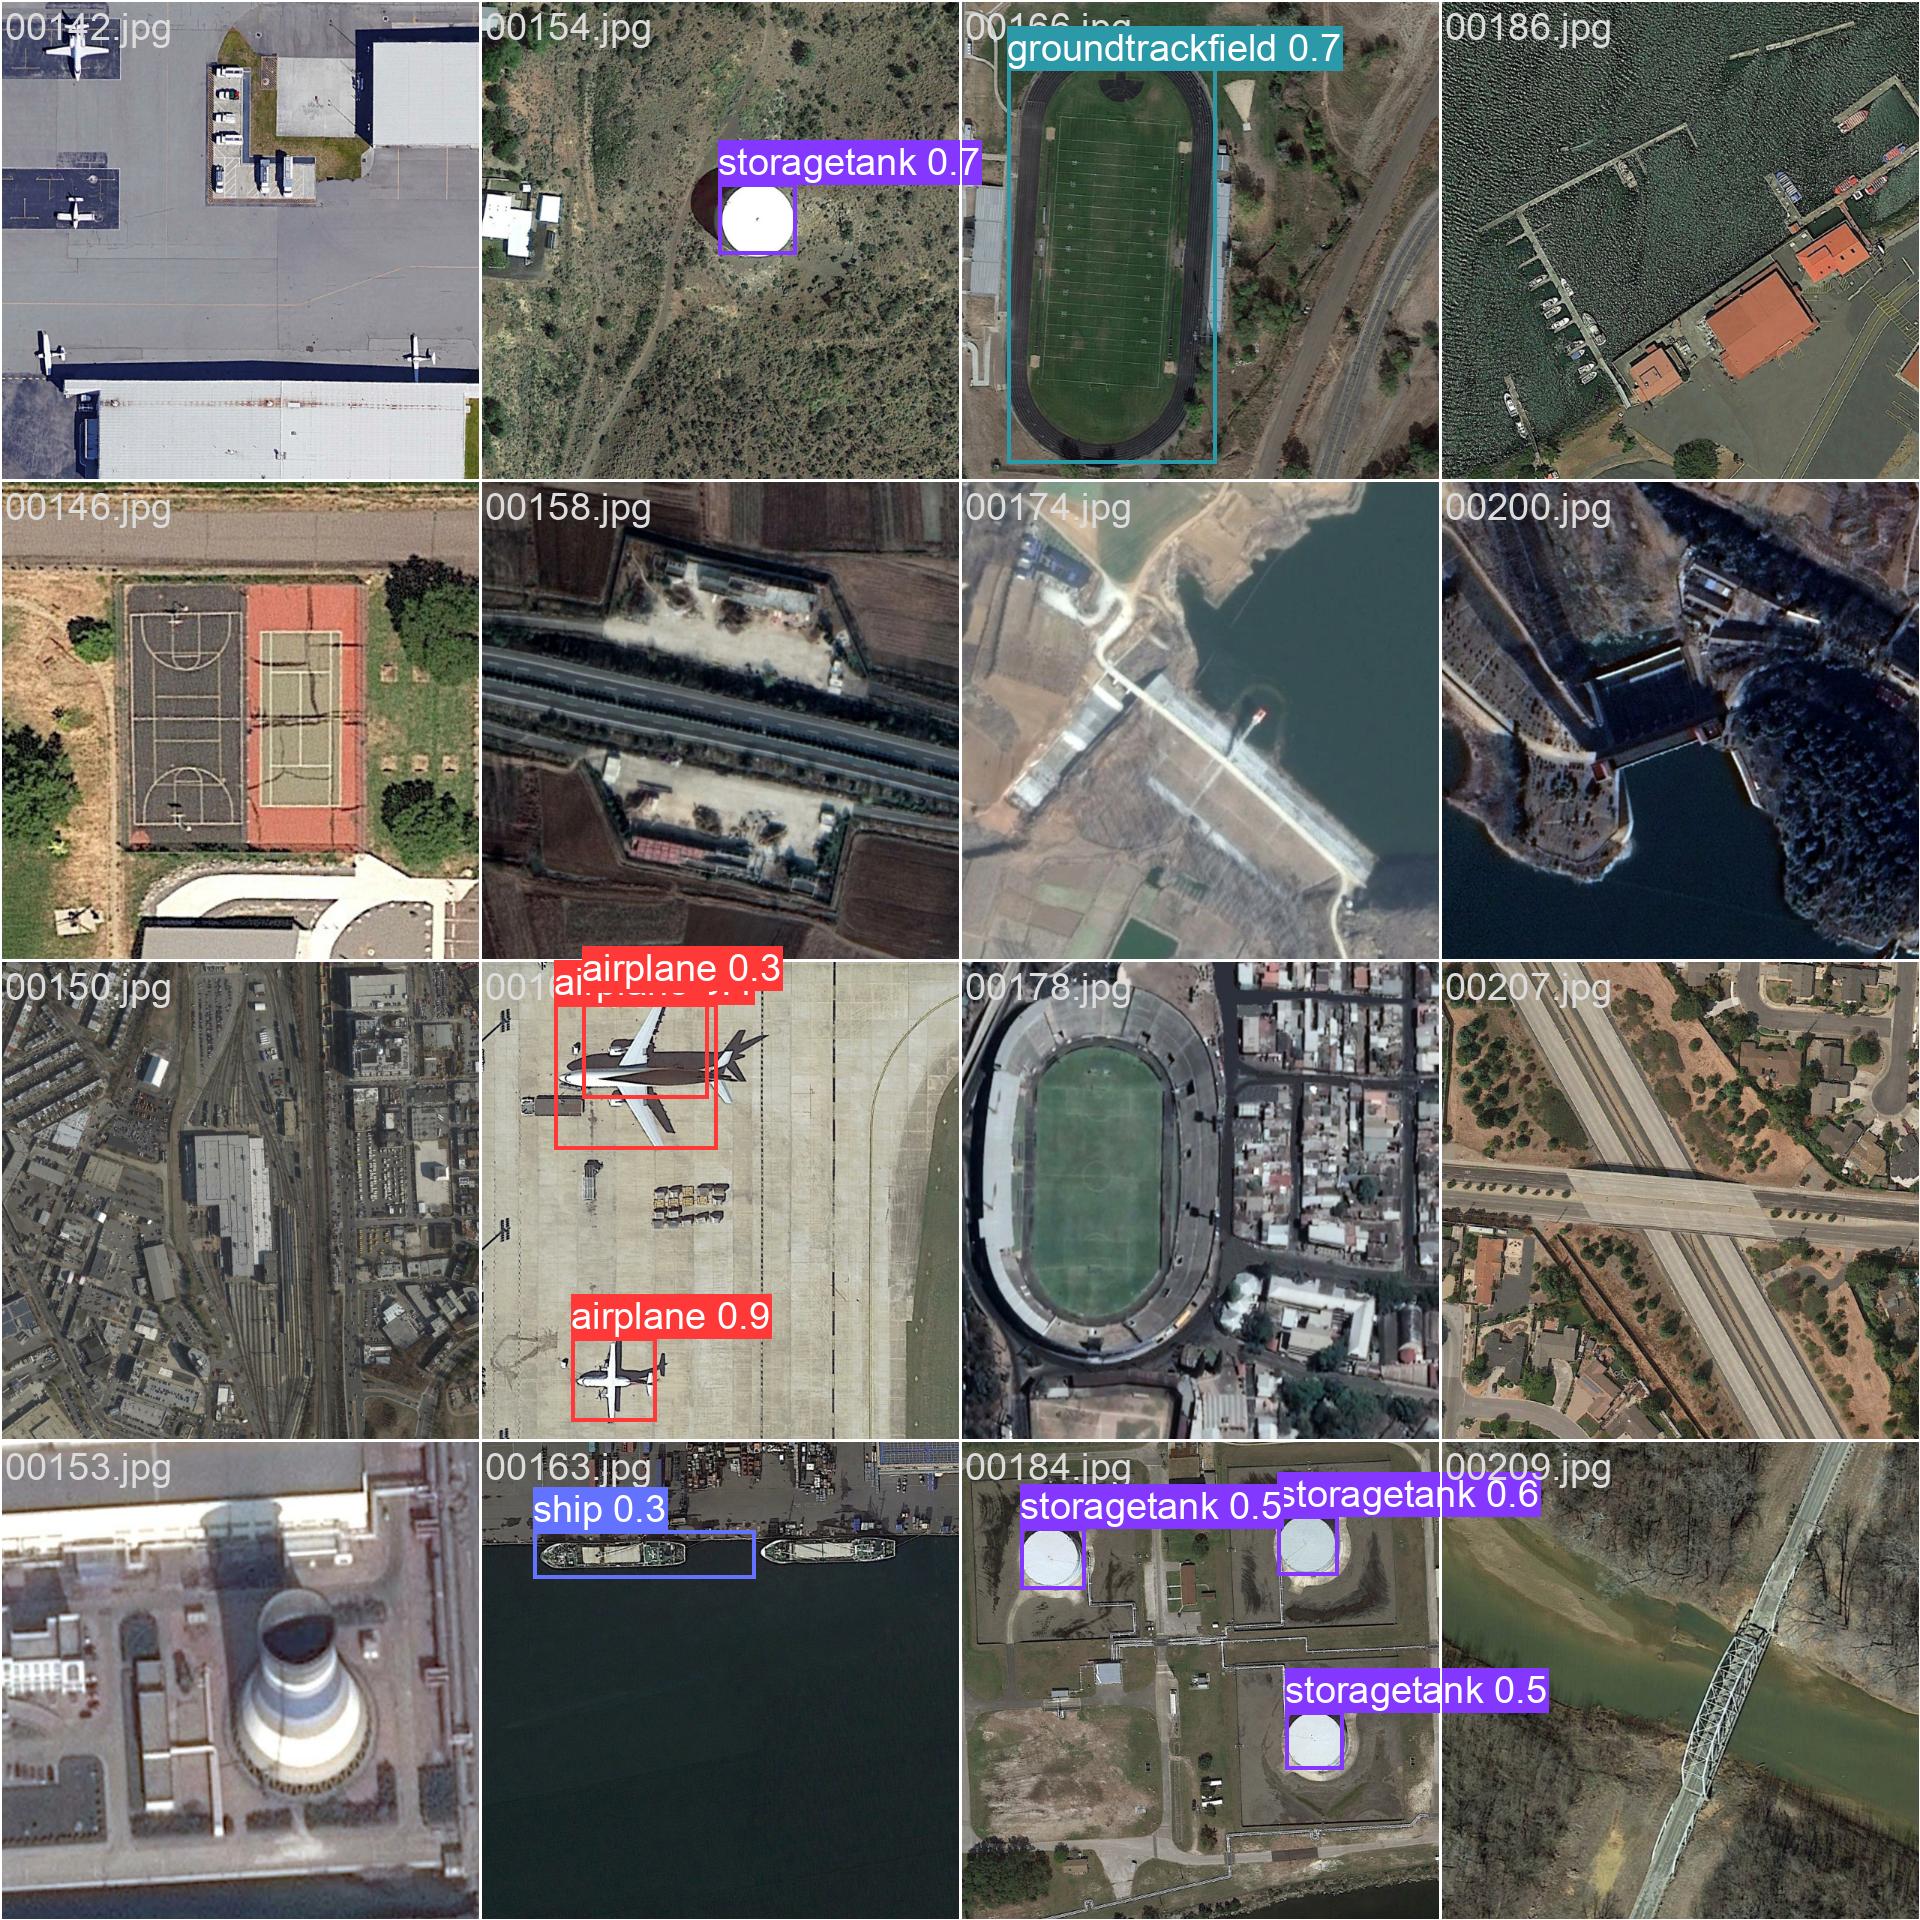 00142.jpg
00154.jpg
00166.jpg
groundtrackfield 0.7
00186.jpg
storagetank 0.7
00146.jpg
00158.jpg
00174.jpg
00200.jpg
00150.jpg
airplane 0.3
00178.jpg
00207.jpg
airplane 0.9
00153.jpg
00163.jpg
ship 0.3
00184.jpg
storagetank 0.5
storagetank 0.6
00209.jpg
storagetank 0.5